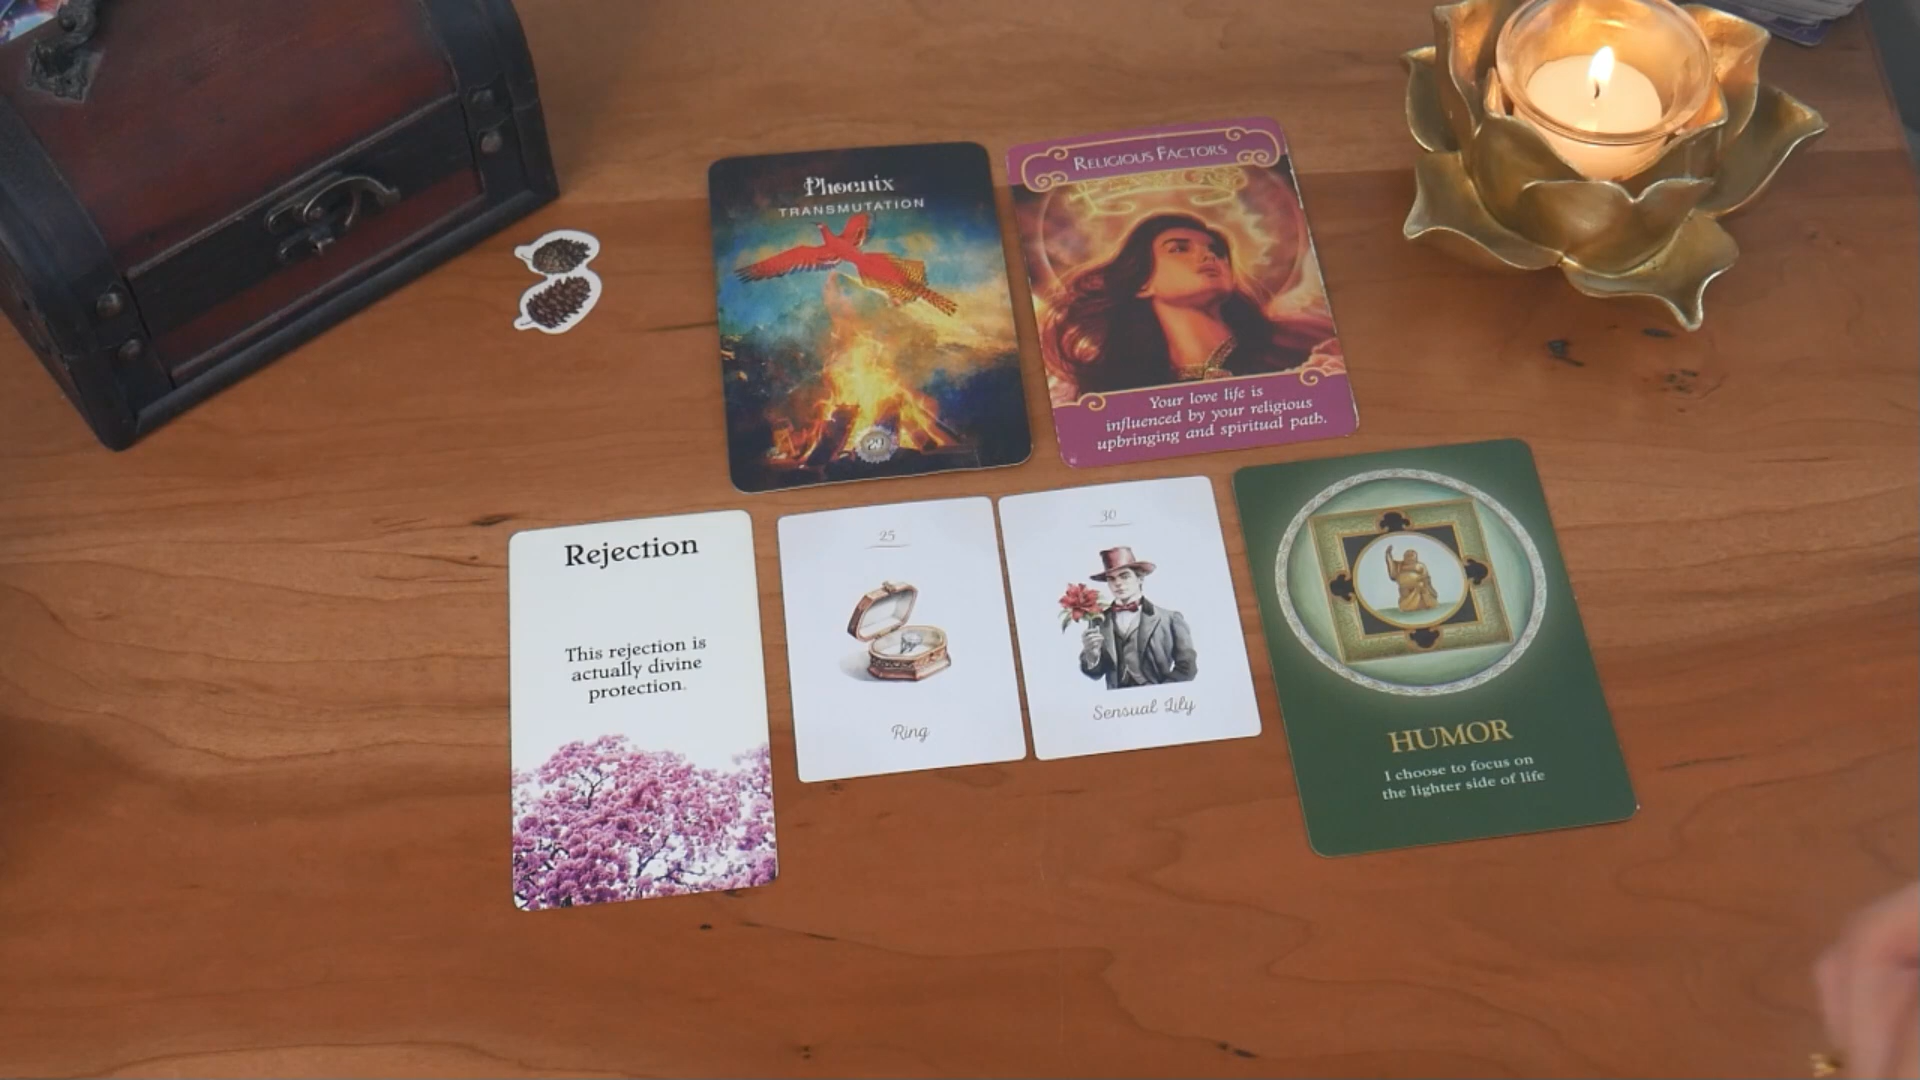 Phoenix
TRANSMUTATION
RELIGIOUS FACTORS
Your love life is
influenced by your religious
upbringing and spiritual path.
Rejection
This rejection is
actually divine
protection.
25
Ring
30
Sensual Lily
HUMOR
I choose to focus on
the lighter side of life